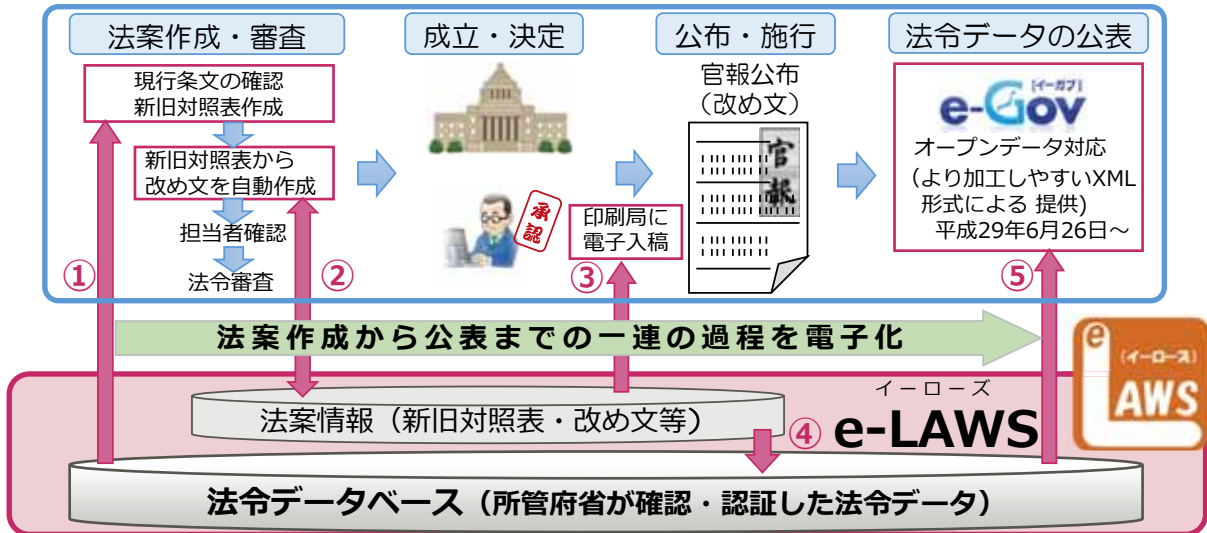 法案作成・審査
現行条文の確認
新旧対照表作成
新旧対照表から
改め文を自動作成
担当者確認
法令審査
①
②
成立・決定
承認
印刷局に
電子入稿
③
公布・施行
官報公布
（改め文）
官報
法令データの公表
[イーガブ]
e-Gov
オープンデータ対応
（より加工しやすいXML
形式による 提供)
平成29年6月26日～
⑤
法案作成から公表までの一連の過程を電子化
e
(イーロース)
LAWS
法案情報（新旧対照表・改め文等）
④
イーローズ
e-LAWS
法令データベース（所管府省が確認・認証した法令データ）